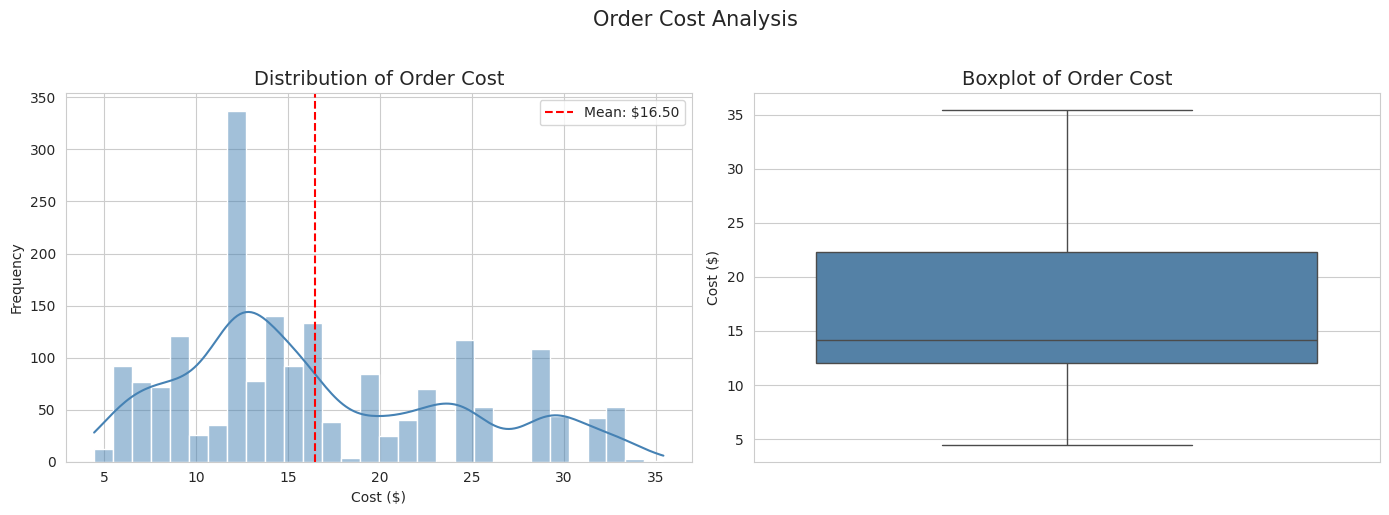 Order Cost Analysis
Distribution of Order Cost
350
300
250
200
150
100
50
0
Frequency
Mean: $16.50
5 10 15 20 25 30 35
Cost ($)
Boxplot of Order Cost
35
30
25
20
15
10
5
Cost ($)